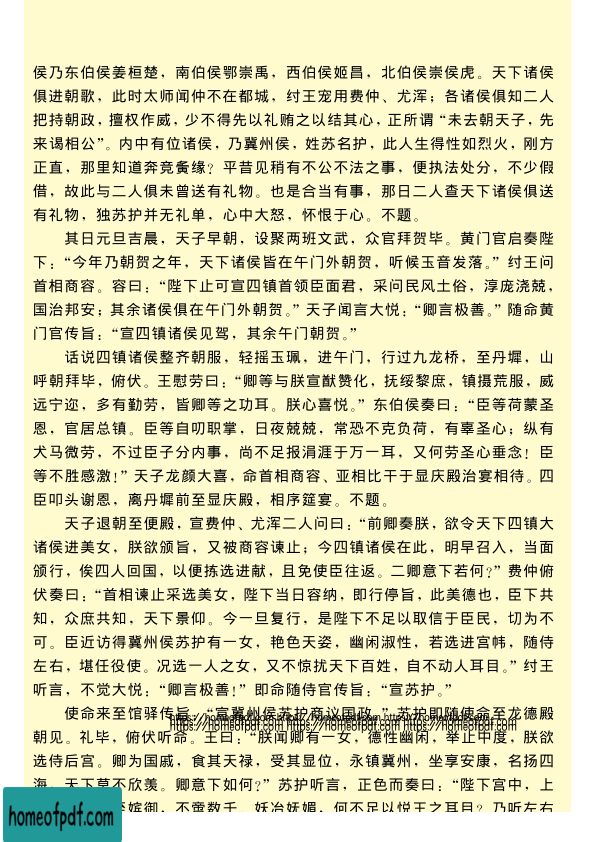 侯乃东伯侯姜桓楚，南伯侯鄂崇禹，西伯侯姬昌，北伯侯崇侯虎。天下诸侯
俱进朝歌，此时太师闻仲不在都城，纣王宠用费仲、尤浑；各诸侯俱知二人
把持朝政，擅权作威，少不得先以礼贿之以结其心，正所谓“未去朝天子，先
来谒相公”。内中有位诸侯，乃冀州侯，姓苏名护，此人生得性如烈火，刚方
正直，那里知道奔竞夤缘？平昔见稍有不公不法之事，便执法处分，不少假
借，故此与二人俱未曾送有礼物。也是合当有事，那日二人查天下诸侯俱送
有礼物，独苏护并无礼单，心中大怒，怀恨于心。不题。
其日元旦吉晨，天子早朝，设聚两班文武，众官拜贺毕。黄门官启奏陛
下：“今年乃朝贺之年，天下诸侯皆在午门外朝贺，听候玉音发落。”纣王问
首相商容。容曰：“陛下止可宣四镇首领臣面君，采问民风土俗，淳庞浇兢，
国治邦安；其余诸侯俱在午门外朝贺。”天子闻言大悦：“卿言极善。”随命黄
门官传旨：“宣四镇诸侯见驾，其余午门朝贺。”
话说四镇诸侯整齐朝服，轻摇玉珮，进午门，行过九龙桥，至丹墀，山
呼朝拜毕，俯伏。王慰劳曰：“卿等与朕宣猷赞化，抚绥黎庶，镇摄荒服，威
远宁迩，多有勤劳，皆卿等之功耳。朕心喜悦。”东伯侯奏曰：“臣等荷蒙圣
恩，官居总镇。臣等自叨职掌，日夜兢兢，常恐不克负荷，有辜圣心；纵有
犬马微劳，不过臣子分内事，尚不足报涓涯于万一耳，又何劳圣心垂念！臣
等不胜感激！”天子龙颜大喜，命首相商容、亚相比干于显庆殿治宴相待。四
臣叩头谢恩，离丹墀前至显庆殿，相序筵宴。不题。
天子退朝至便殿，宣费仲、尤浑二人问曰：“前卿奏朕，欲令天下四镇大
诸侯进美女，朕欲颁旨，又被商容谏止；今四镇诸侯在此，明早召入，当面
颁行，俟四人回国，以便拣选进献，且免使臣往返。二卿意下若何？”费仲俯
伏奏曰：“首相谏止采选美女，陛下当日容纳，即行停旨，此美德也，臣下共
知，众庶共知，天下景仰。今一旦复行，是陛下不足以取信于臣民，切为不
可。臣近访得冀州侯苏护有一女，艳色天姿，幽闲淑性，若选进宫帏，随侍
左右，堪任役使。况选一人之女，又不惊扰天下百姓，自不动人耳目。”纣王
听言，不觉大悦：“卿言极善！”即命随侍官传旨：“宣苏护。”
使命来至馆驿传旨：“宣冀州侯苏护商议国政。”苏护即随使命至龙德殿
https://homeofpdf.com https://homeofpdf.com https://homeofpdf.com
朝见。礼毕，俯伏听命。王曰：“朕闻卿有一女，德性幽闲，举止中度，朕欲
选侍后宫。卿为国戚，食其天禄，受其显位，永镇冀州，坐享安康，名扬四
海，天下莫不欣羡。卿意下如何？”苏护听言，正色而奏曰：“陛下宫中，上
嫔御，不啻数千，妖冶妩媚，何不足以悦王之耳目？乃听左右
homeofpdf.com